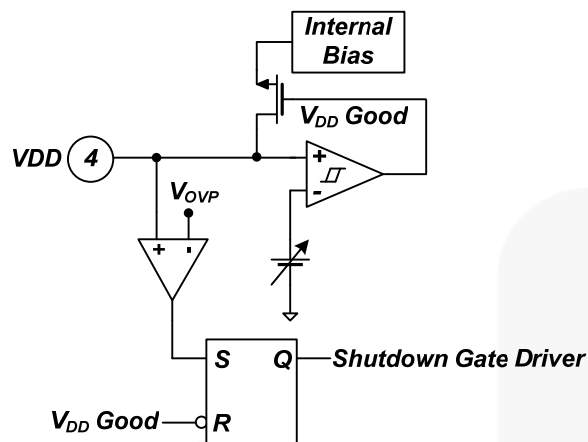 Internal
Bias
V_DD Good
VDD 4
+
-
V_OVP
+ -
S Q Shutdown Gate Driver
V_DD Good R